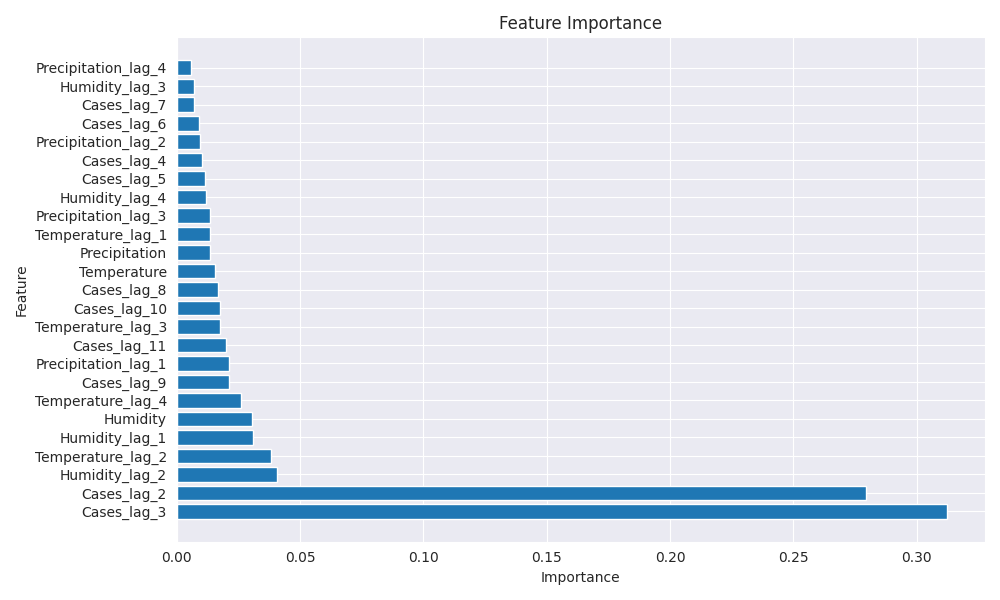 Feature Importance
Precipitation_lag_4
Humidity_lag_3
Cases_lag_7
Cases_lag_6
Precipitation_lag_2
Cases_lag_4
Cases_lag_5
Humidity_lag_4
Precipitation_lag_3
Temperature_lag_1
Precipitation
Temperature
Cases_lag_8
Cases_lag_10
Temperature_lag_3
Cases_lag_11
Precipitation_lag_1
Cases_lag_9
Temperature_lag_4
Humidity
Humidity_lag_1
Temperature_lag_2
Humidity_lag_2
Cases_lag_2
Cases_lag_3
Feature
0.00 0.05 0.10 0.15 0.20 0.25 0.30
Importance